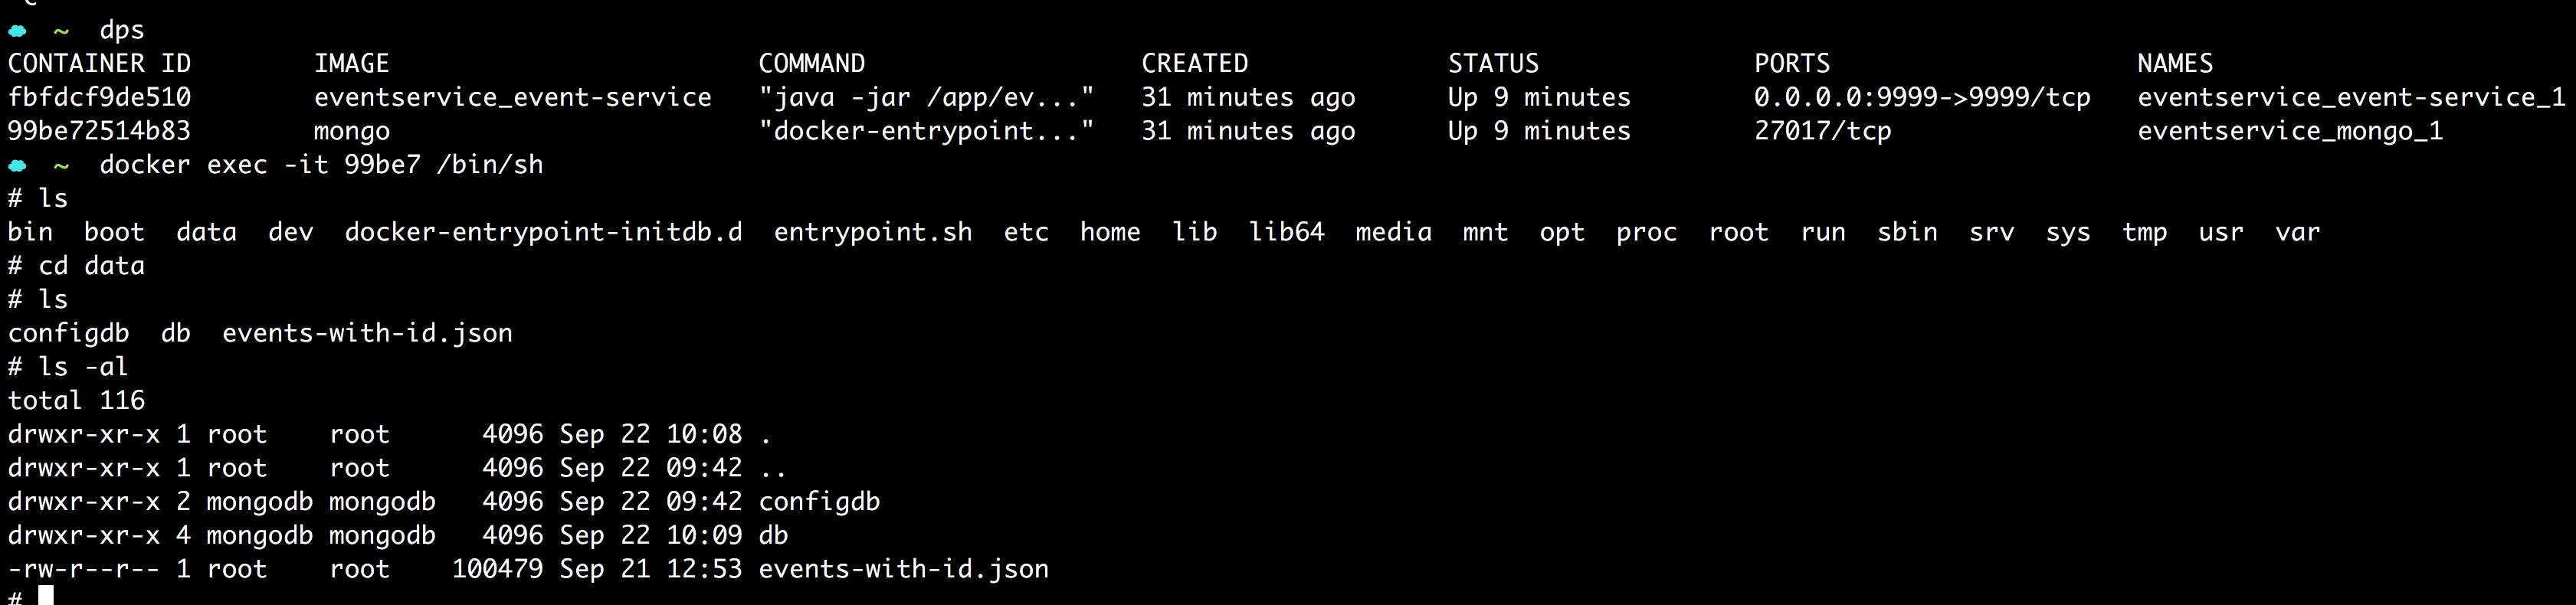 ~ dps
CONTAINER ID IMAGE COMMAND CREATED STATUS PORTS NAMES
fbfdcf9de510 eventservice_event-service "java -jar /app/ev..." 31 minutes ago Up 9 minutes 0.0.0.0:9999->9999/tcp eventservice_event-service_1
99be72514b83 mongo "docker-entrypoint..." 31 minutes ago Up 9 minutes 27017/tcp eventservice_mongo_1
~ docker exec -it 99be7 /bin/sh
# ls
bin boot data dev docker-entrypoint-initdb.d entrypoint.sh etc home lib lib64 media mnt opt proc root run sbin srv sys tmp usr var
# cd data
# ls
configdb db events-with-id.json
# ls -al
total 116
drwxr-xr-x 1 root root 4096 Sep 22 10:08 .
drwxr-xr-x 1 root root 4096 Sep 22 09:42 ..
drwxr-xr-x 2 mongodb mongodb 4096 Sep 22 09:42 configdb
drwxr-xr-x 4 mongodb mongodb 4096 Sep 22 10:09 db
-rw-r--r-- 1 root root 100479 Sep 21 12:53 events-with-id.json
#